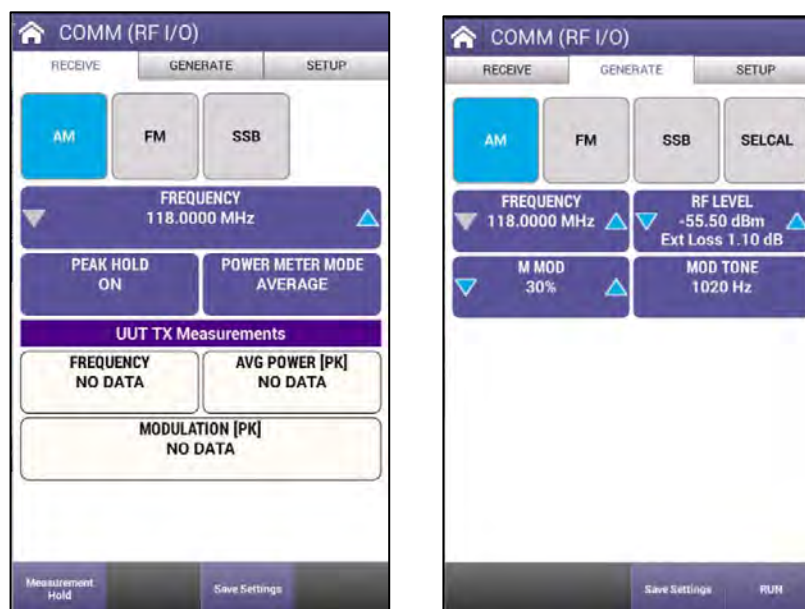 COMM (RF I/O)
RECEIVE GENERATE SETUP
AM FM SSB
FREQUENCY
118.0000 MHz
PEAK HOLD
ON
POWER METER MODE
AVERAGE
UUT TX Measurements
FREQUENCY
NO DATA
AVG POWER [PK]
NO DATA
MODULATION [PK]
NO DATA
Measurement
Hold
Save Settings
COMM (RF I/O)
RECEIVE GENERATE SETUP
AM FM SSB SELCAL
FREQUENCY
118.0000 MHz
RF LEVEL
-55.50 dBm
Ext Loss 1.10 dB
M MOD
30%
MOD TONE
1020 Hz
Save Settings
RUN